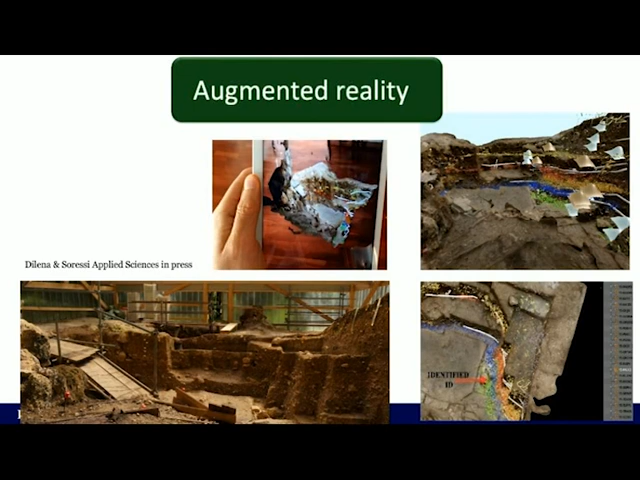 Augmented reality
Dilena & Soressi Applied Sciences in press
IDENTIFIED
ID